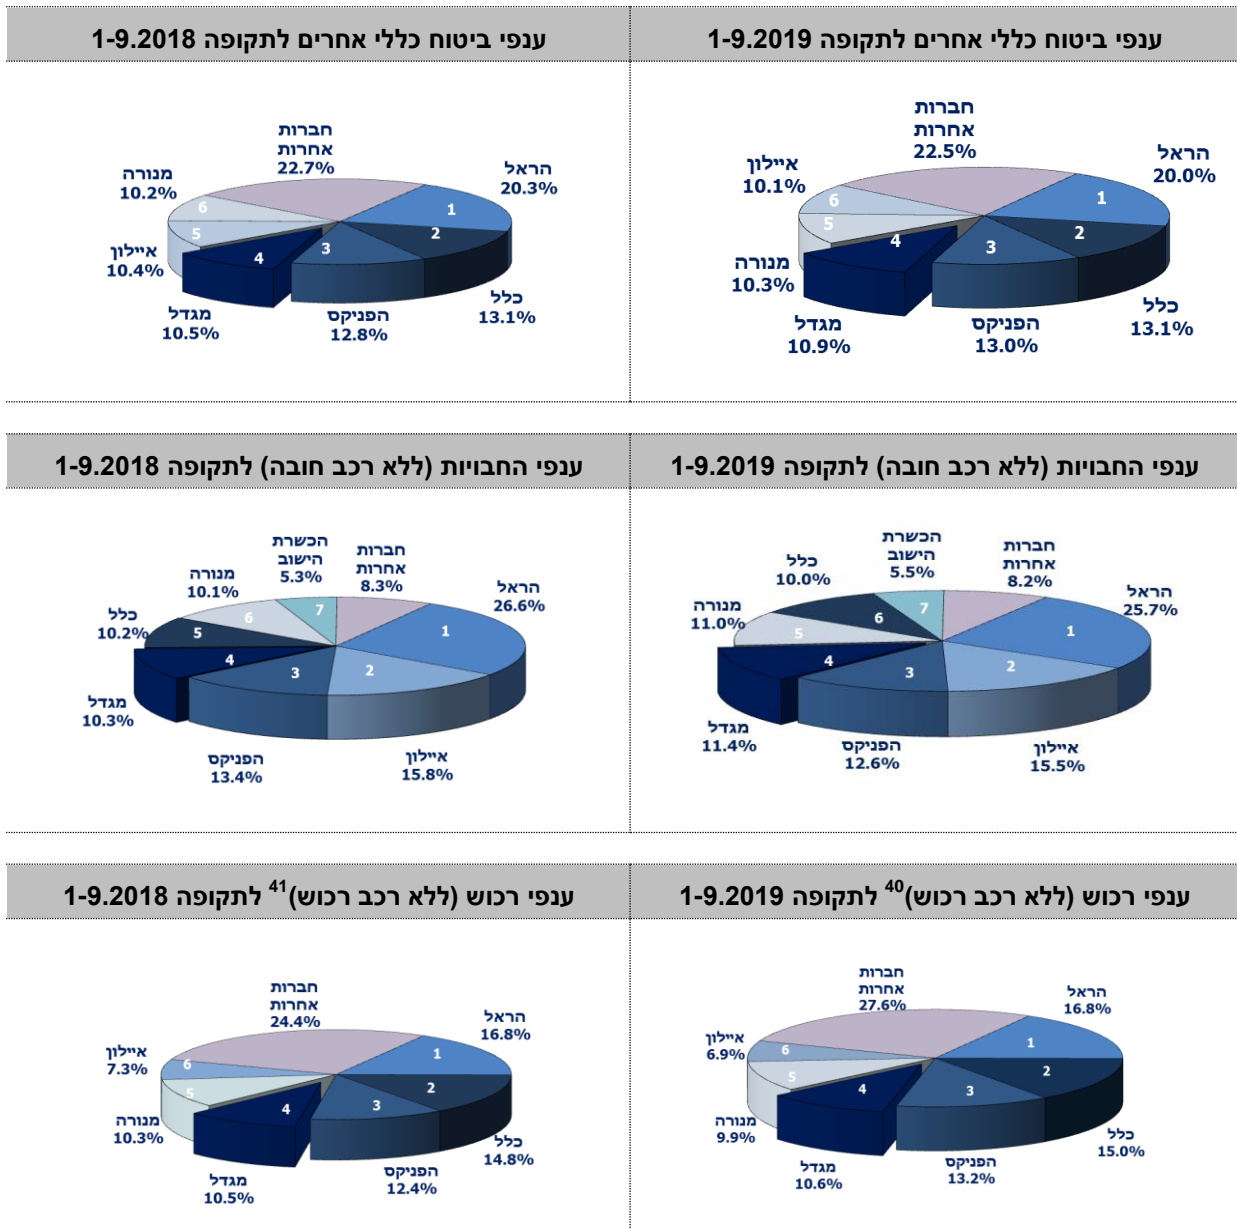 ענפי ביטוח כללי אחרים לתקופה 1-9.2019
ענפי ביטוח כללי אחרים לתקופה 1-9.2018
חברות
אחרות
22.5%
הראל
20.0%
איילון
10.1%
מנורה
10.3%
מגדל
10.9%
הפניקס
13.0%
כלל
13.1%
1
2
3
4
5
6
חברות
אחרות
22.7%
הראל
20.3%
מנורה
10.2%
איילון
10.4%
מגדל
10.5%
הפניקס
12.8%
כלל
13.1%
1
2
3
4
5
6
ענפי החבויות (ללא רכב חובה) לתקופה 1-9.2019
ענפי החבויות (ללא רכב חובה) לתקופה 1-9.2018
הכשרת
הישוב
5.5%
חברות
אחרות
8.2%
הראל
25.7%
כלל
10.0%
מנורה
11.0%
מגדל
11.4%
הפניקס
12.6%
איילון
15.5%
1
2
3
4
5
6
7
הכשרת
הישוב
5.3%
חברות
אחרות
8.3%
הראל
26.6%
מנורה
10.1%
כלל
10.2%
מגדל
10.3%
הפניקס
13.4%
איילון
15.8%
1
2
3
4
5
6
7
ענפי רכוש (ללא רכב רכוש)40 לתקופה 1-9.2019
ענפי רכוש (ללא רכב רכוש)41 לתקופה 1-9.2018
חברות
אחרות
27.6%
הראל
16.8%
איילון
6.9%
מנורה
9.9%
מגדל
10.6%
הפניקס
13.2%
כלל
15.0%
1
2
3
4
5
6
חברות
אחרות
24.4%
הראל
16.8%
איילון
7.3%
מנורה
10.3%
מגדל
10.5%
הפניקס
12.4%
כלל
14.8%
1
2
3
4
5
6